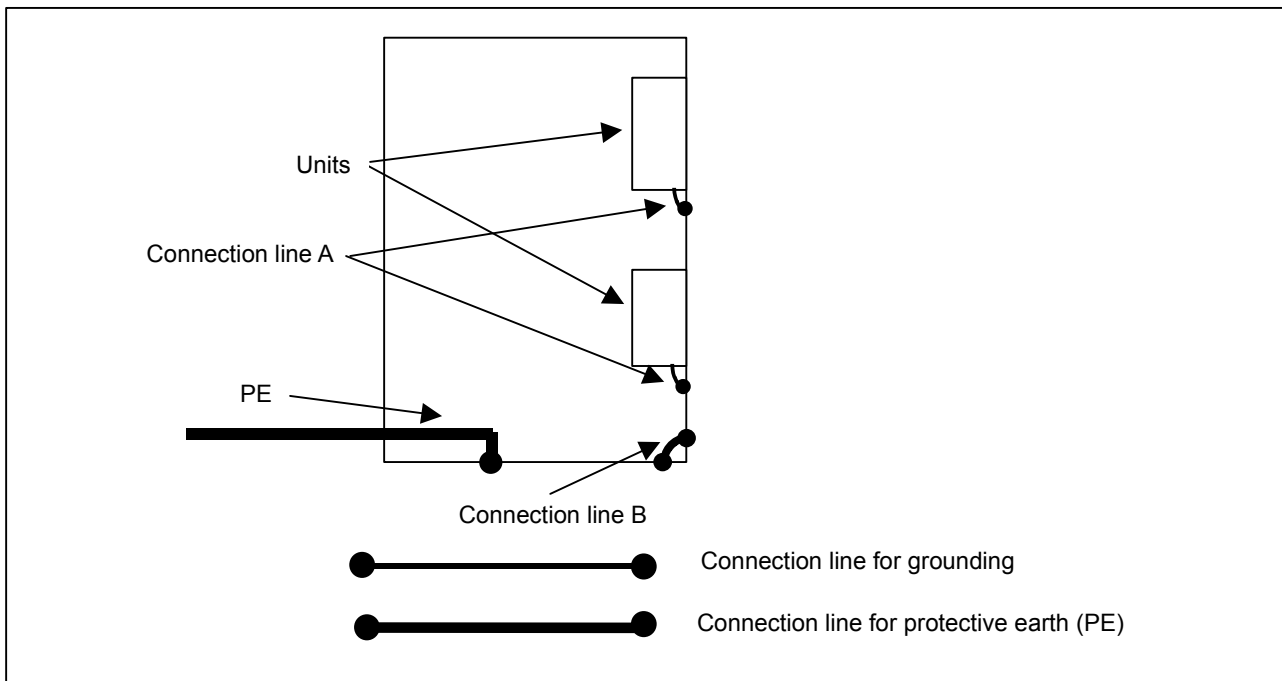 Units
Connection line A
PE
Connection line B
Connection line for grounding
Connection line for protective earth (PE)